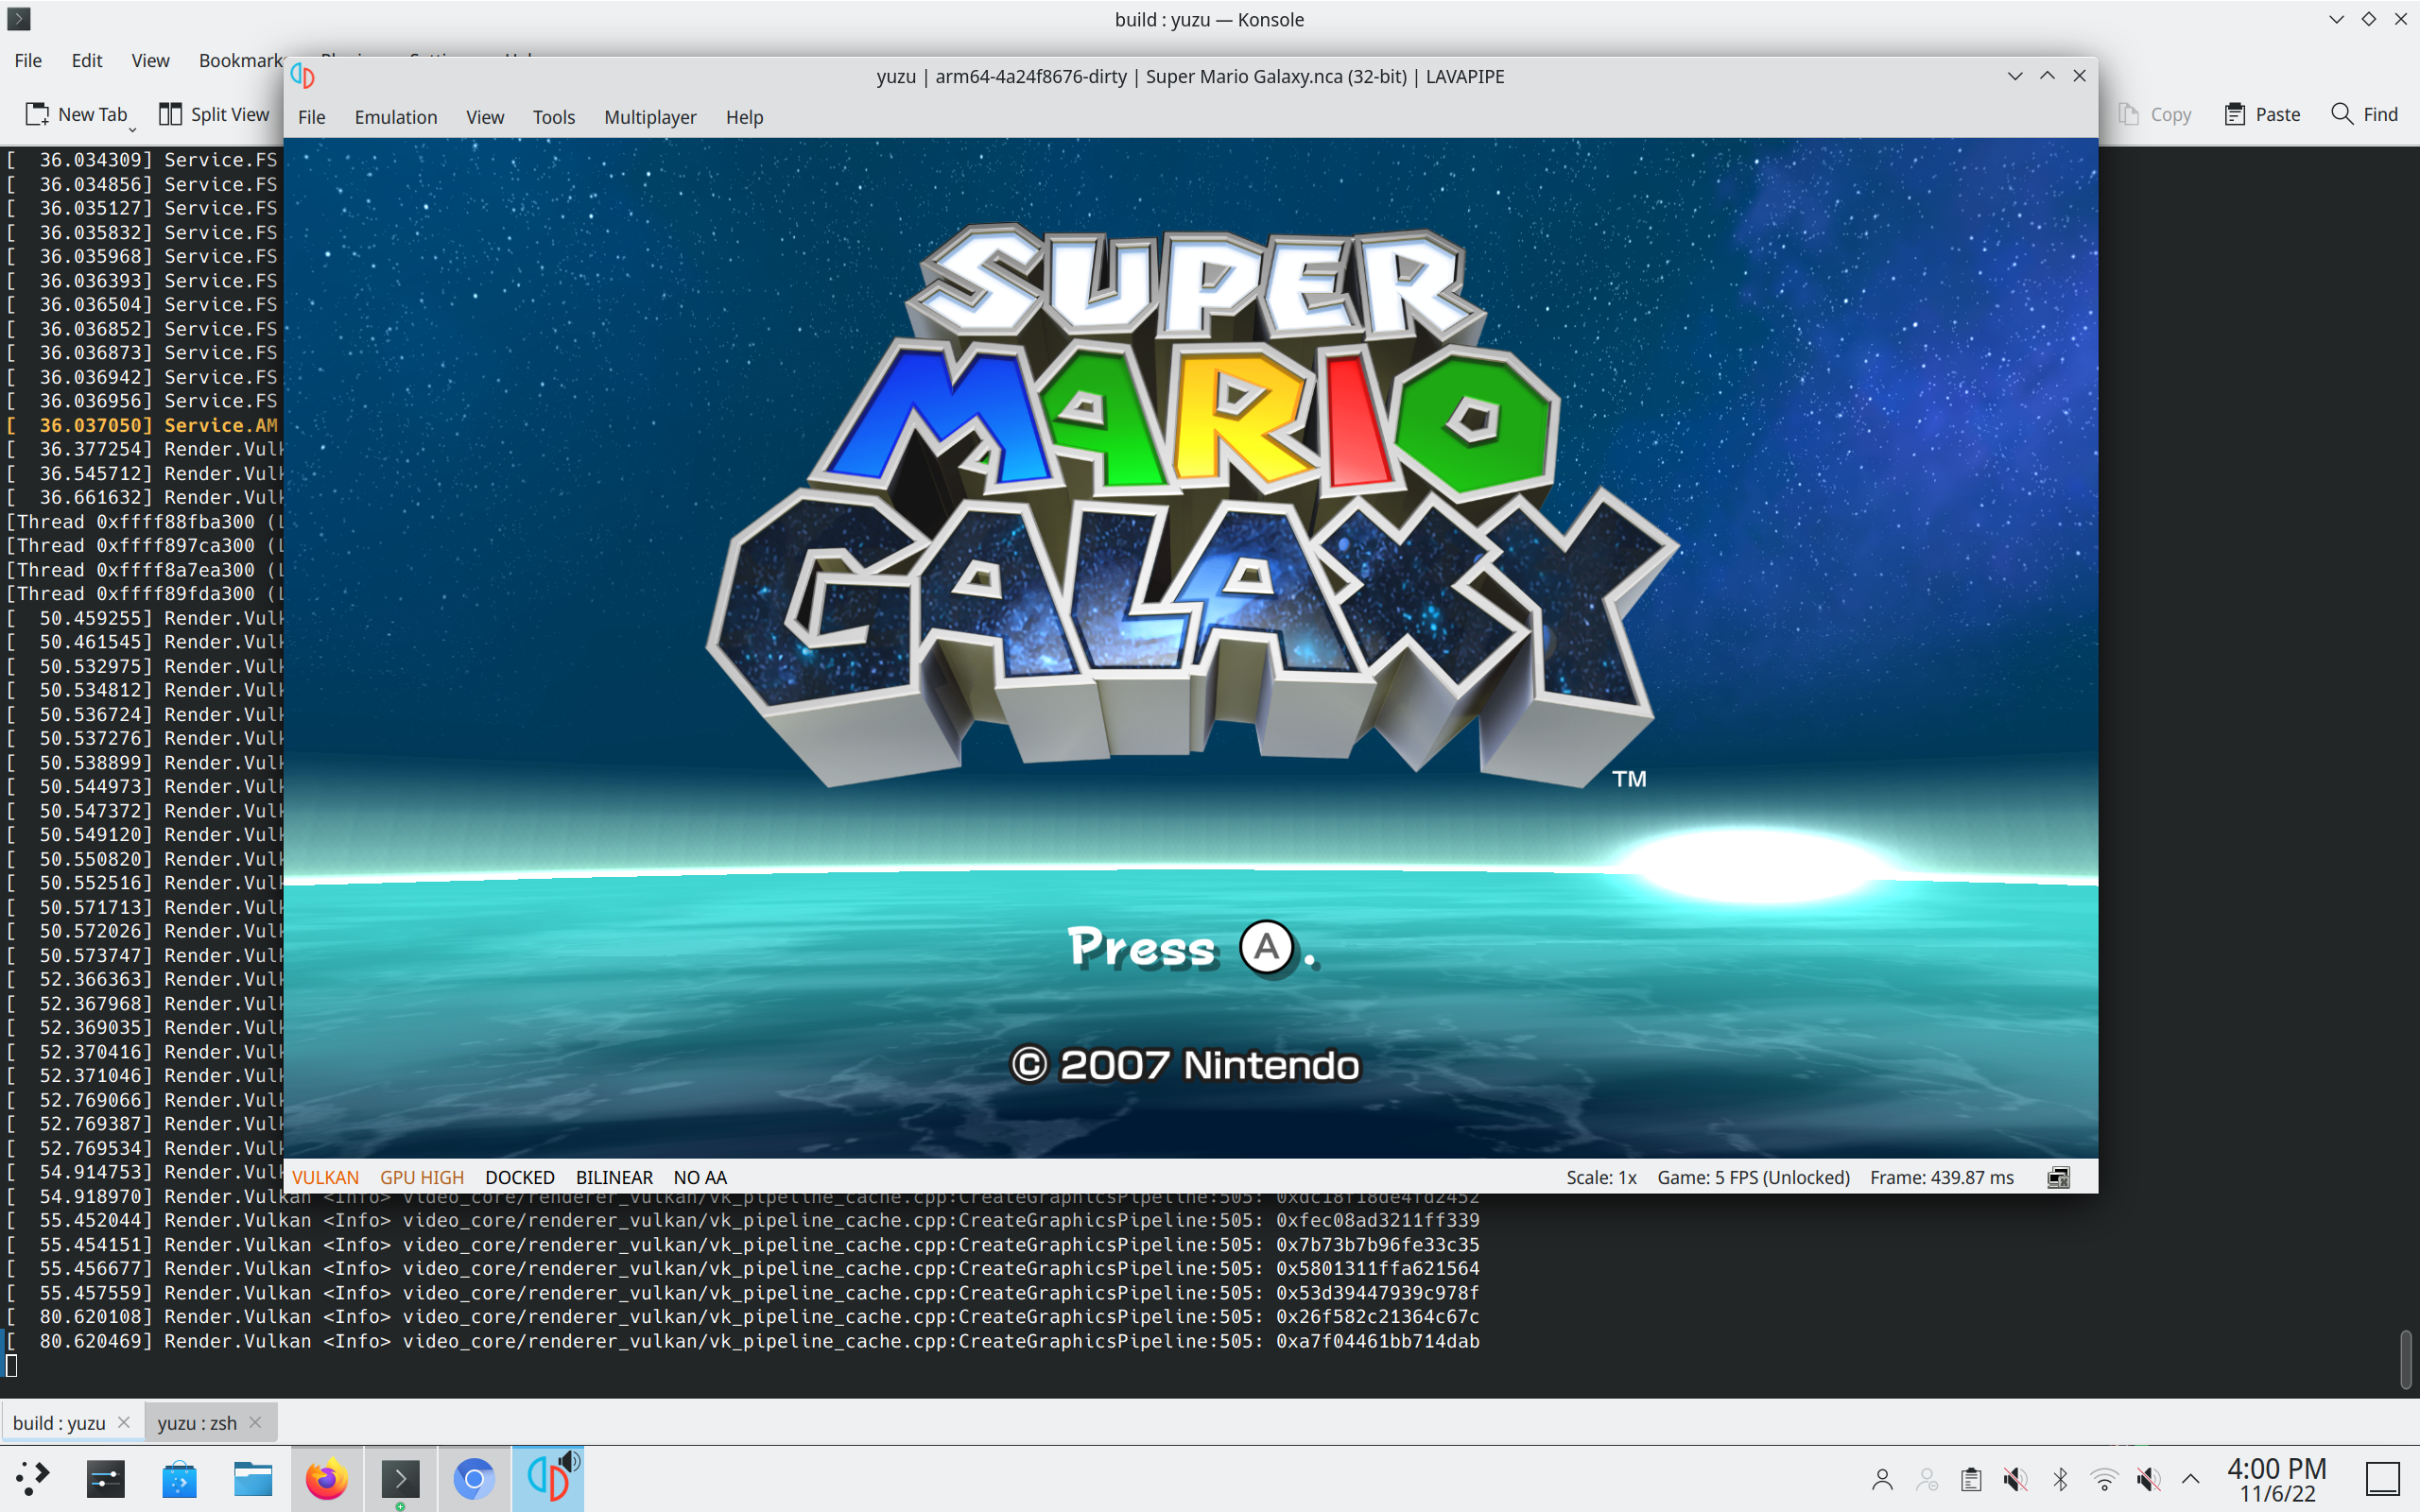 build : yuzu — Konsole
File Edit View Bookmark
New Tab Split View Copy Paste Find
yuzu | arm64-4a24f8676-dirty | Super Mario Galaxy.nca (32-bit) | LAVAPIPE
File Emulation View Tools Multiplayer Help
[ 36.034309] Service.FS
[ 36.034856] Service.FS
[ 36.035127] Service.FS
[ 36.035832] Service.FS
[ 36.035968] Service.FS
[ 36.036393] Service.FS
[ 36.036504] Service.FS
[ 36.036852] Service.FS
[ 36.036873] Service.FS
[ 36.036942] Service.FS
[ 36.036956] Service.FS
[ 36.037050] Service.AM
[ 36.377254] Render.Vul
[ 36.545712] Render.Vul
[ 36.661632] Render.Vul
[Thread 0xffff88fba300 (
[Thread 0xffff897ca300 (
[Thread 0xffff8a7ea300 (
[Thread 0xffff89fda300 (
[ 50.459255] Render.Vul
[ 50.461545] Render.Vul
[ 50.532975] Render.Vul
[ 50.534812] Render.Vul
[ 50.536724] Render.Vul
[ 50.537276] Render.Vul
[ 50.538899] Render.Vul
[ 50.544973] Render.Vul
[ 50.547372] Render.Vul
[ 50.549120] Render.Vul
[ 50.550820] Render.Vul
[ 50.552516] Render.Vul
[ 50.571713] Render.Vul
[ 50.572026] Render.Vul
[ 50.573747] Render.Vul
[ 52.366363] Render.Vul
[ 52.367968] Render.Vul
[ 52.369035] Render.Vul
[ 52.370416] Render.Vul
[ 52.371046] Render.Vul
[ 52.769066] Render.Vul
[ 52.769387] Render.Vul
[ 52.769534] Render.Vul
[ 54.914753] Render.Vul
SUPER
MARIO
GALAXY
TM
Press A.
© 2007 Nintendo
VULKAN GPU HIGH DOCKED BILINEAR NO AA Scale: 1x Game: 5 FPS (Unlocked) Frame: 439.87 ms
[ 54.918970] Render.Vulkan <Info> video_core/renderer_vulkan/vk_pipeline_cache.cpp:CreateGraphicsPipeline:505: 0xdc18f18de4fd2452
[ 55.452044] Render.Vulkan <Info> video_core/renderer_vulkan/vk_pipeline_cache.cpp:CreateGraphicsPipeline:505: 0xfec08ad3211ff339
[ 55.454151] Render.Vulkan <Info> video_core/renderer_vulkan/vk_pipeline_cache.cpp:CreateGraphicsPipeline:505: 0x7b73b7b96fe33c35
[ 55.456677] Render.Vulkan <Info> video_core/renderer_vulkan/vk_pipeline_cache.cpp:CreateGraphicsPipeline:505: 0x5801311ffa621564
[ 55.457559] Render.Vulkan <Info> video_core/renderer_vulkan/vk_pipeline_cache.cpp:CreateGraphicsPipeline:505: 0x53d39447939c978f
[ 80.620108] Render.Vulkan <Info> video_core/renderer_vulkan/vk_pipeline_cache.cpp:CreateGraphicsPipeline:505: 0x26f582c21364c67c
[ 80.620469] Render.Vulkan <Info> video_core/renderer_vulkan/vk_pipeline_cache.cpp:CreateGraphicsPipeline:505: 0xa7f04461bb714dab
build : yuzu yuzu : zsh
4:00 PM
11/6/22